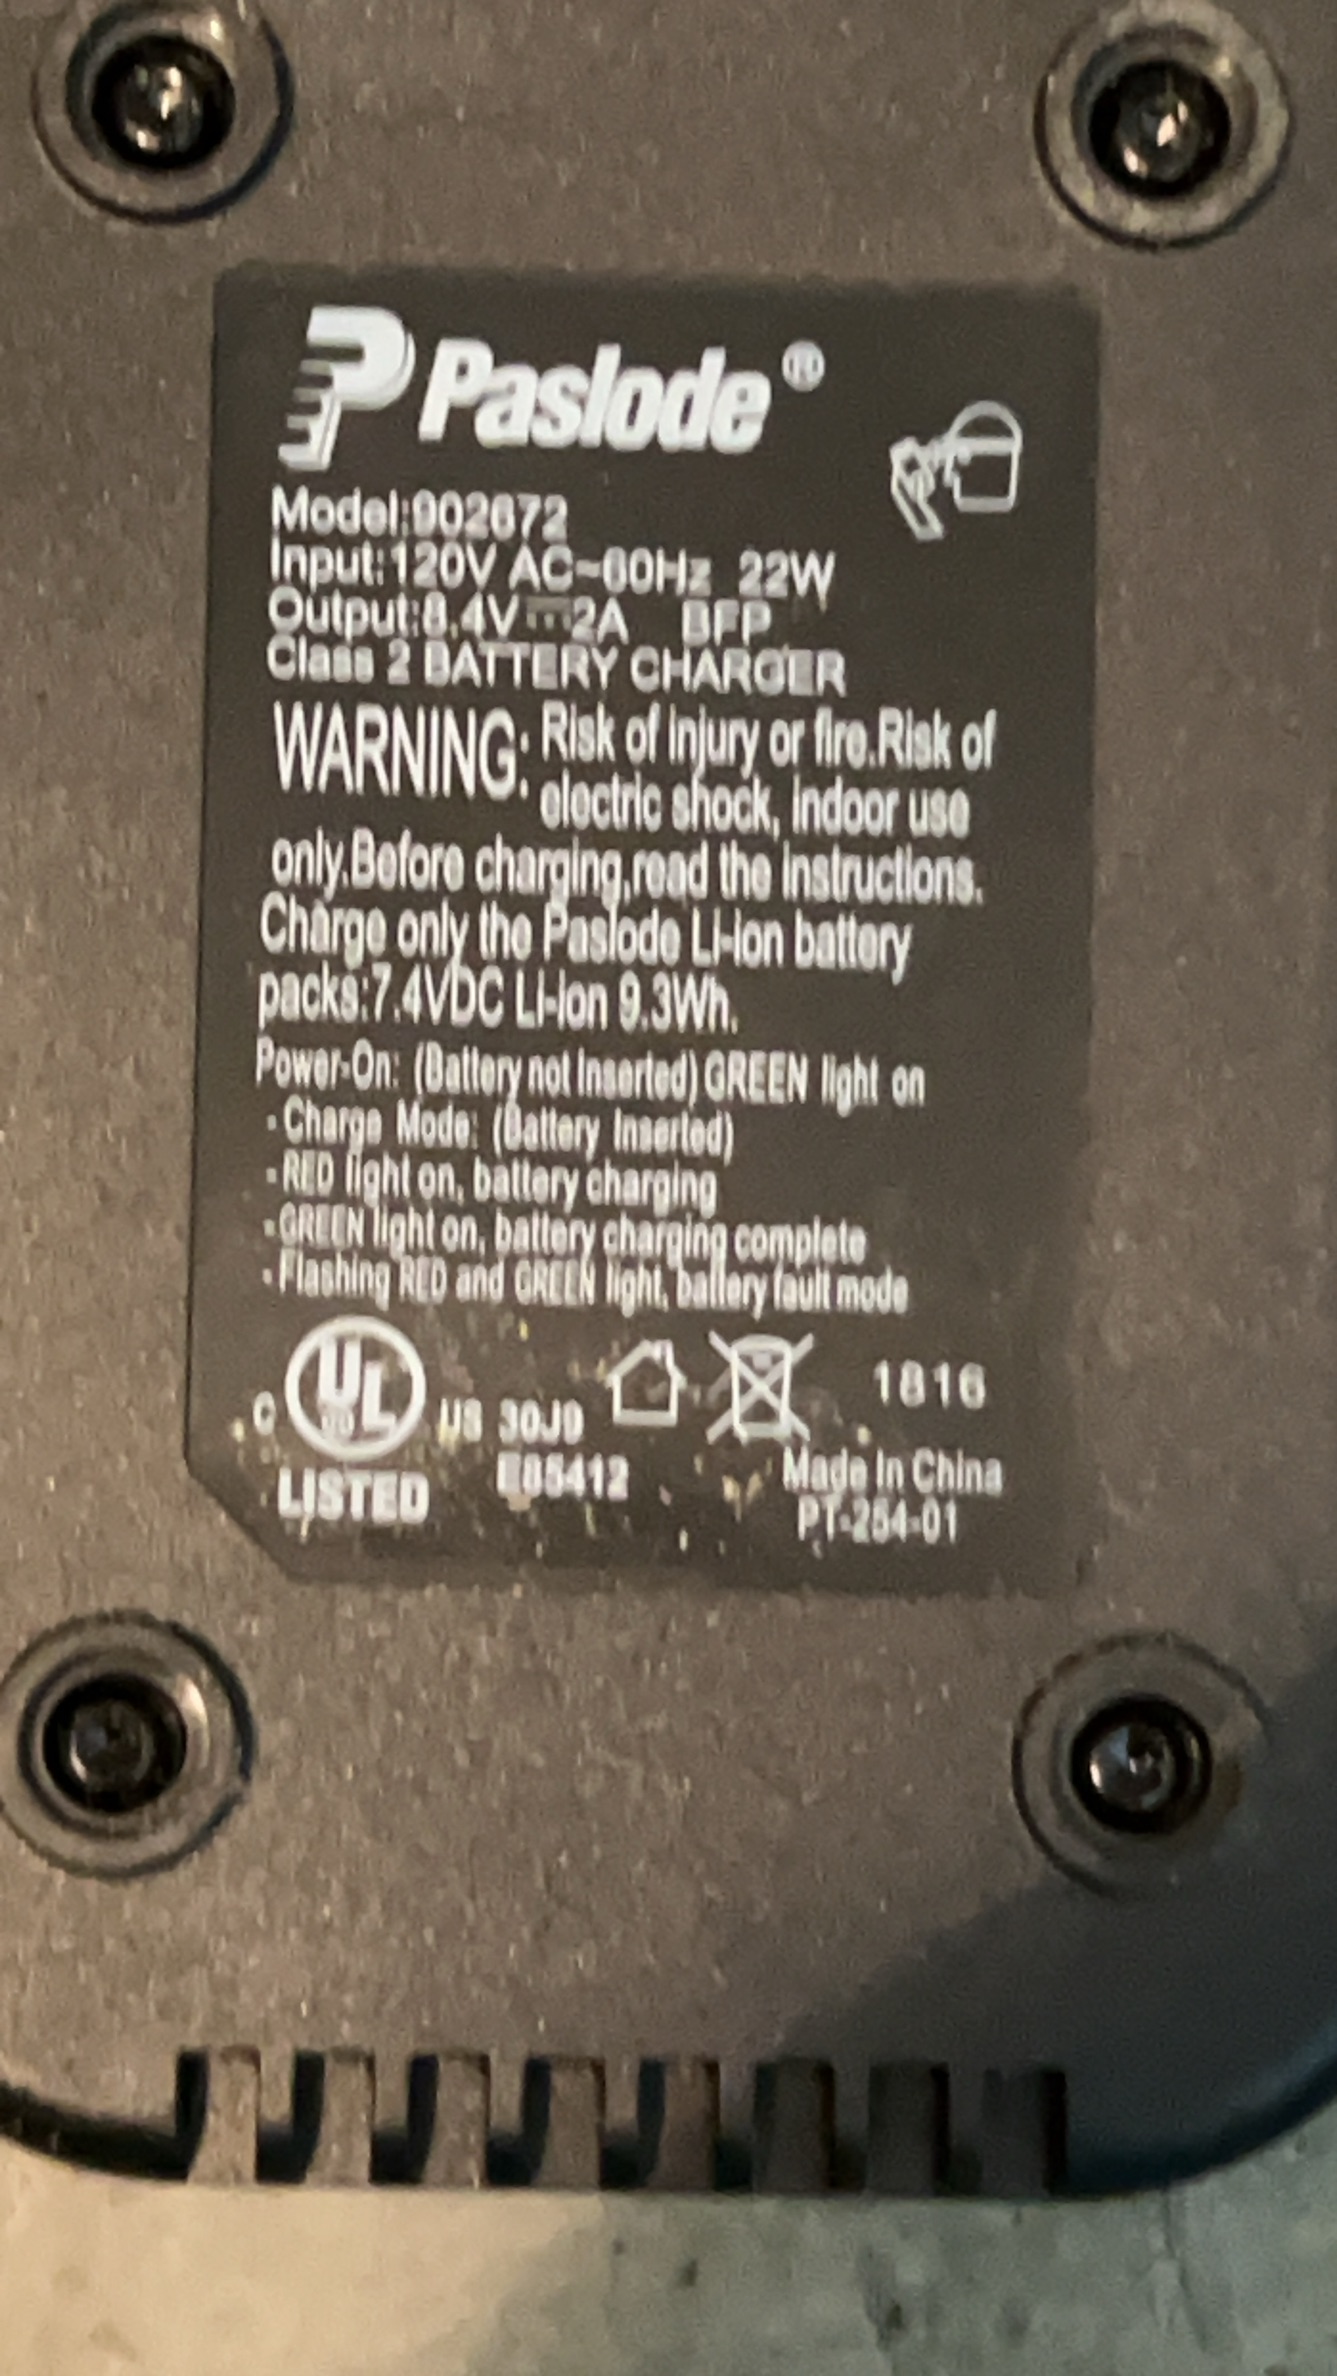 Paslode®
Model:902672
Input:120V AC~60Hz 22W
Output:8.4V⎓2A BFP
Class 2 BATTERY CHARGER
WARNING: Risk of injury or fire.Risk of
electric shock, indoor use
only.Before charging,read the instructions.
Charge only the Paslode Li-Ion battery
packs:7.4VDC Li-Ion 9.3Wh.
Power-On: (Battery not Inserted) GREEN light on
- Charge Mode: (Battery Inserted)
- RED light on, battery charging
- GREEN light on, battery charging complete
- Flashing RED and GREEN light, battery fault mode
C UL US 30J9 1816
LISTED E85412 Made In China
PT-254-01